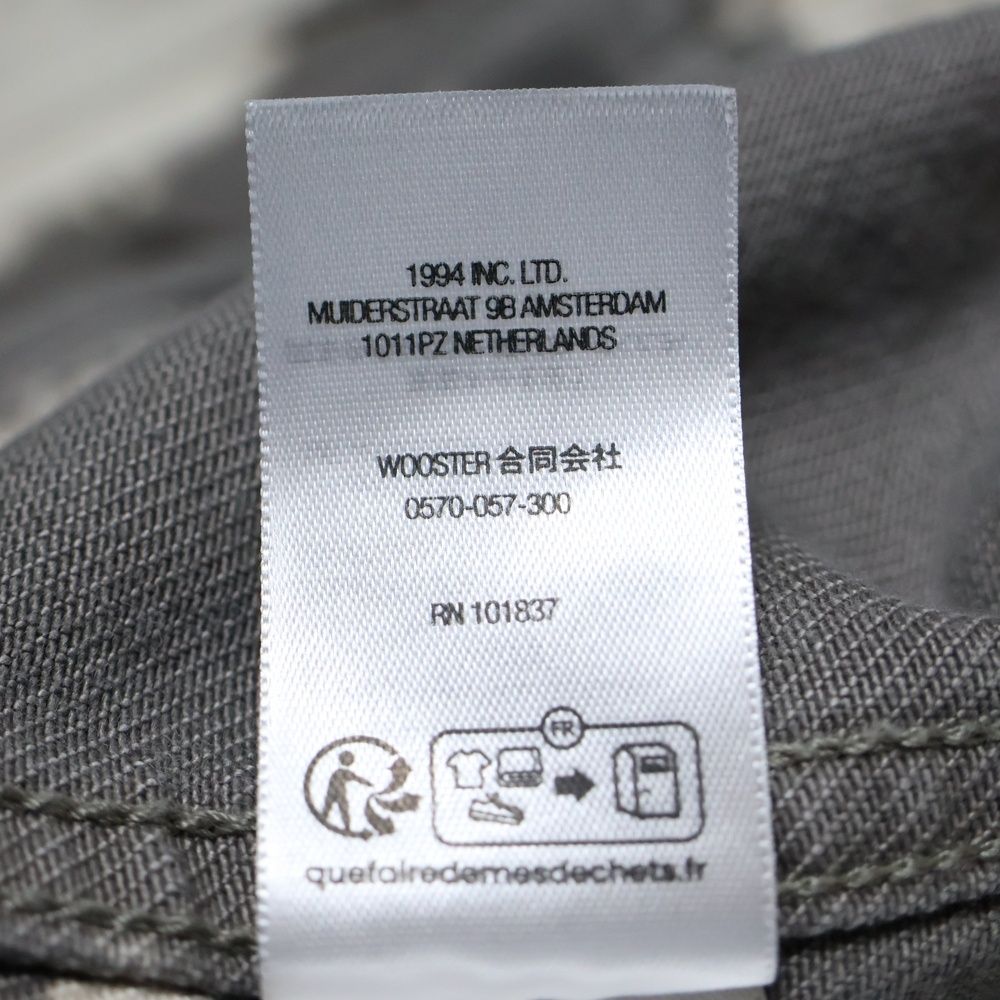 1994 INC. LTD.
MUIDERSTRAAT 9B AMSTERDAM
1011PZ NETHERLANDS
WOOSTER 合同会社
0570-057-300
RN 101837
FR
quefairedemesdechets.fr